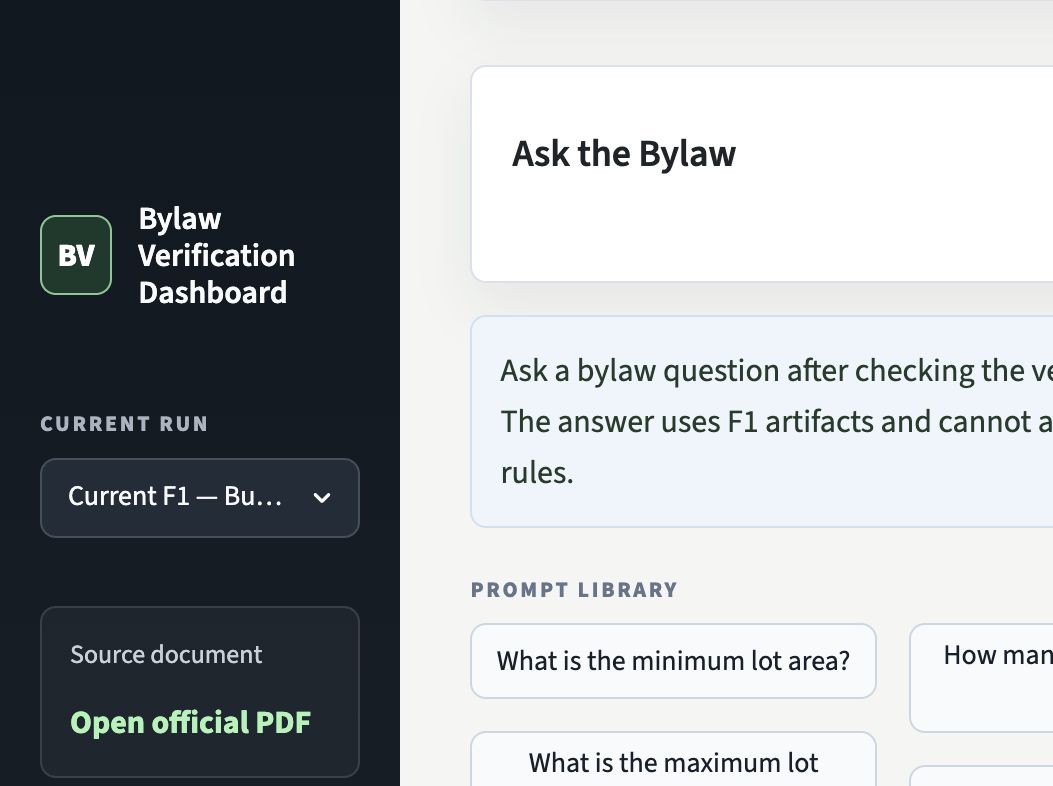 BV
Bylaw
Verification
Dashboard
CURRENT RUN
Current F1 — Bu…
Source document
Open official PDF
Ask the Bylaw
Ask a bylaw question after checking the ve
The answer uses F1 artifacts and cannot a
rules.
PROMPT LIBRARY
What is the minimum lot area?
How man
What is the maximum lot